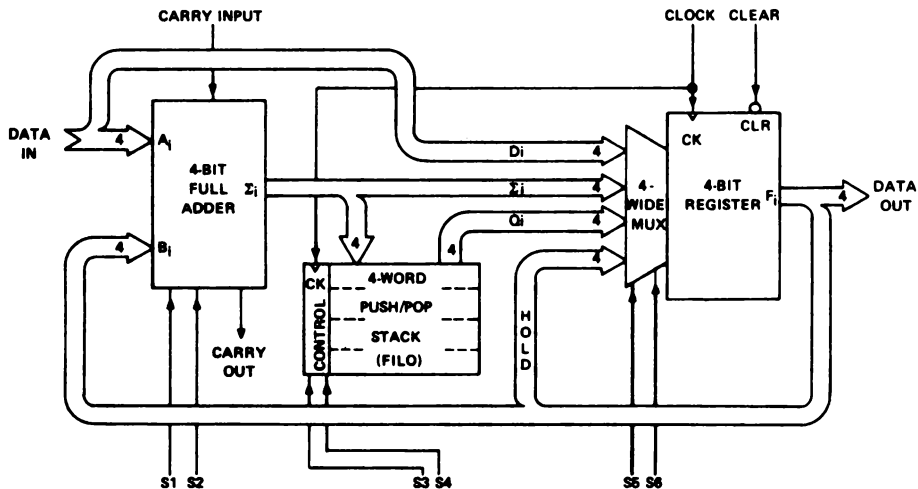 CARRY INPUT
CLOCK
CLEAR
DATA
IN
4
Ai
4-BIT
FULL
ADDER
Σi
4
Bi
CARRY
OUT
Di
4
Σi
4
Qi
4
4
4
4
CK
CONTROL
4-WORD
PUSH/POP
STACK
(FILO)
HOLD
4-
WIDE
MUX
CK
CLR
4-BIT
REGISTER
Fi
4
DATA
OUT
S1 S2
S3 S4
S5 S6